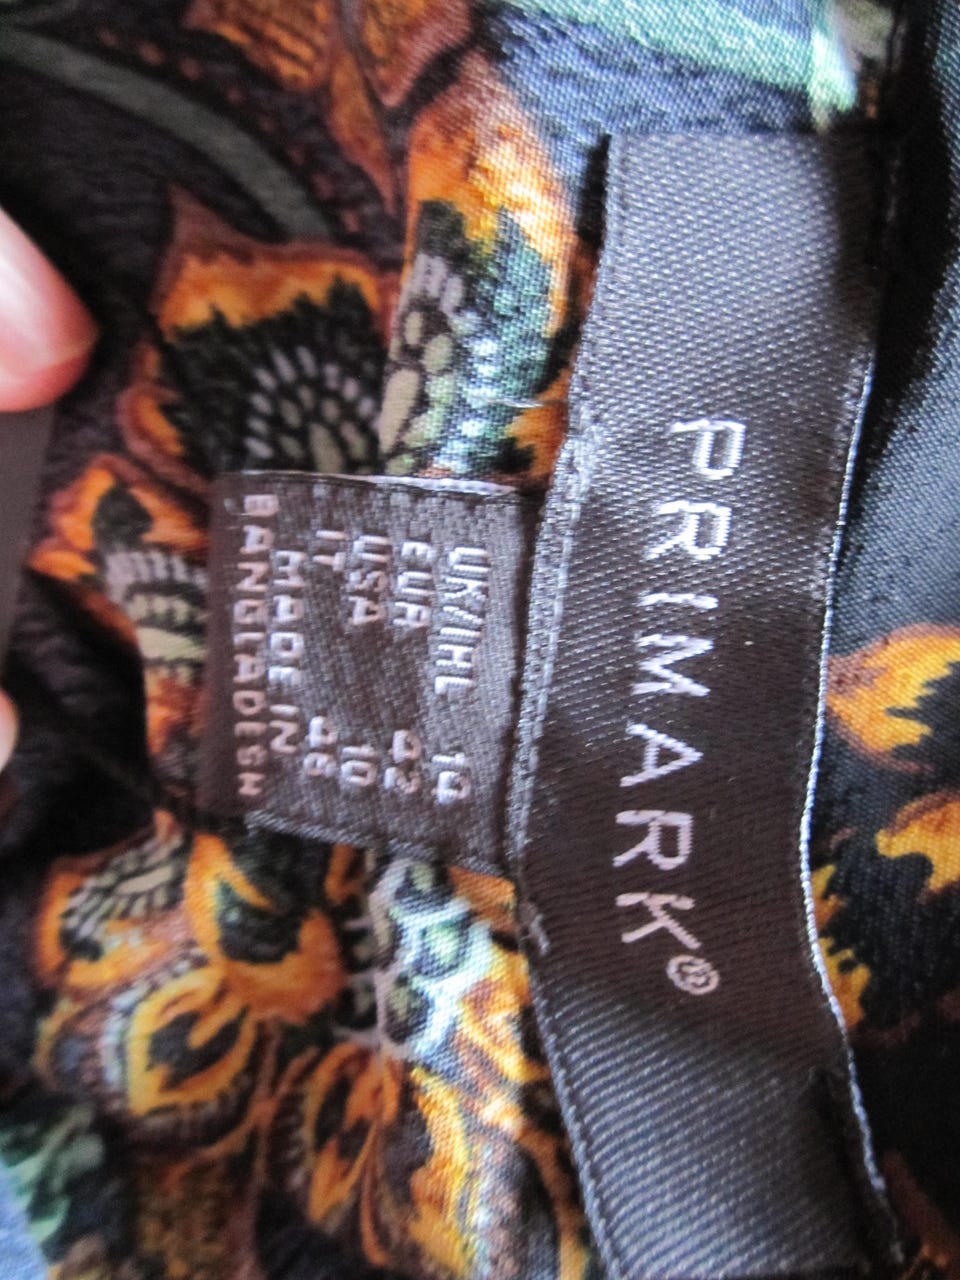 PRIMARK®
UK/IRL 14
EUR 42
USA 10
IT 46
MADE IN
BANGLADESH